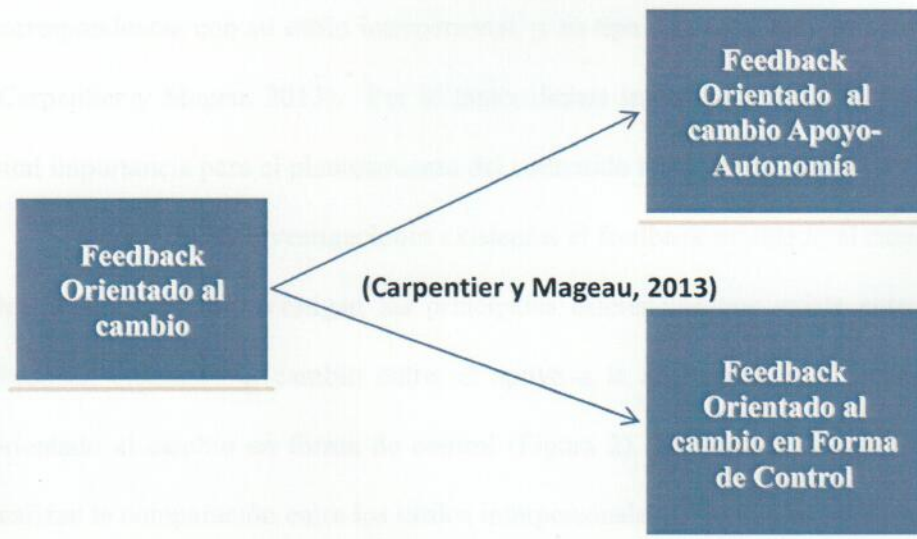 Feedback
Orientado al
cambio Apoyo-
Autonomía
Feedback
Orientado al
cambio
(Carpentier y Mageau, 2013)
Feedback
Orientado al
cambio en Forma
de Control